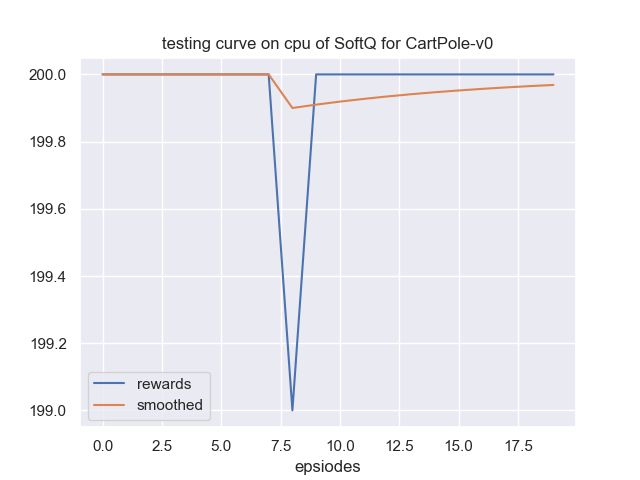 testing curve on cpu of SoftQ for CartPole-v0
200.0
199.8
199.6
199.4
199.2
199.0
rewards
smoothed
0.0 2.5 5.0 7.5 10.0 12.5 15.0 17.5
epsiodes